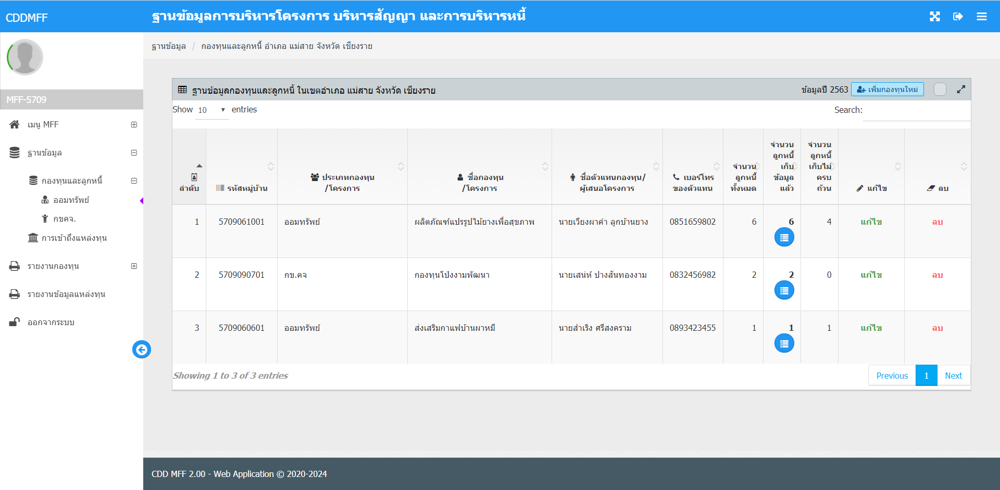 CDDMFF
ฐานข้อมูลการบริหารโครงการ บริหารสัญญา และการบริหารหนี้
ฐานข้อมูล / กองทุนและลูกหนี้ อำเภอ แม่สาย จังหวัด เชียงราย
MFF-5709
เมนู MFF
ฐานข้อมูล
กองทุนและลูกหนี้
ออมทรัพย์
กขคจ.
การเข้าถึงแหล่งทุน
รายงานกองทุน
รายงานข้อมูลแหล่งทุน
ออกจากระบบ
ฐานข้อมูลกองทุนและลูกหนี้ ในเขตอำเภอ แม่สาย จังหวัด เชียงราย
ข้อมูลปี 2563 เพิ่มกองทุนใหม่
Show 10 entries
Search:
ลำดับ
รหัสหมู่บ้าน
ประเภทกองทุน
/โครงการ
ชื่อกองทุน
/โครงการ
ชื่อตัวแทนกองทุน/
ผู้เสนอโครงการ
เบอร์โทร
ของตัวแทน
จำนวน
ลูกหนี้
ทั้งหมด
จำนวน
ลูกหนี้
เก็บ
ข้อมูล
แล้ว
จำนวน
ลูกหนี้
เก็บไม่
ครบ
ถ้วน
แก้ไข
ลบ
1 5709061001 ออมทรัพย์ ผลิตภัณฑ์แปรรูปไม้ยางเพื่อสุขภาพ นายเวียงผาคำ ลูกบ้านยาง 0851659802 6 6 4 แก้ไข ลบ
2 5709090701 กข.คจ กองทุนโป่งงามพัฒนา นายเสน่ห์ ปางสันทองงาม 0832456982 2 2 0 แก้ไข ลบ
3 5709060601 ออมทรัพย์ ส่งเสริมกาแฟบ้านผาหมี นายสำเริง ศรีสงคราม 0893423455 1 1 1 แก้ไข ลบ
Showing 1 to 3 of 3 entries
Previous 1 Next
CDD MFF 2.00 - Web Application © 2020-2024